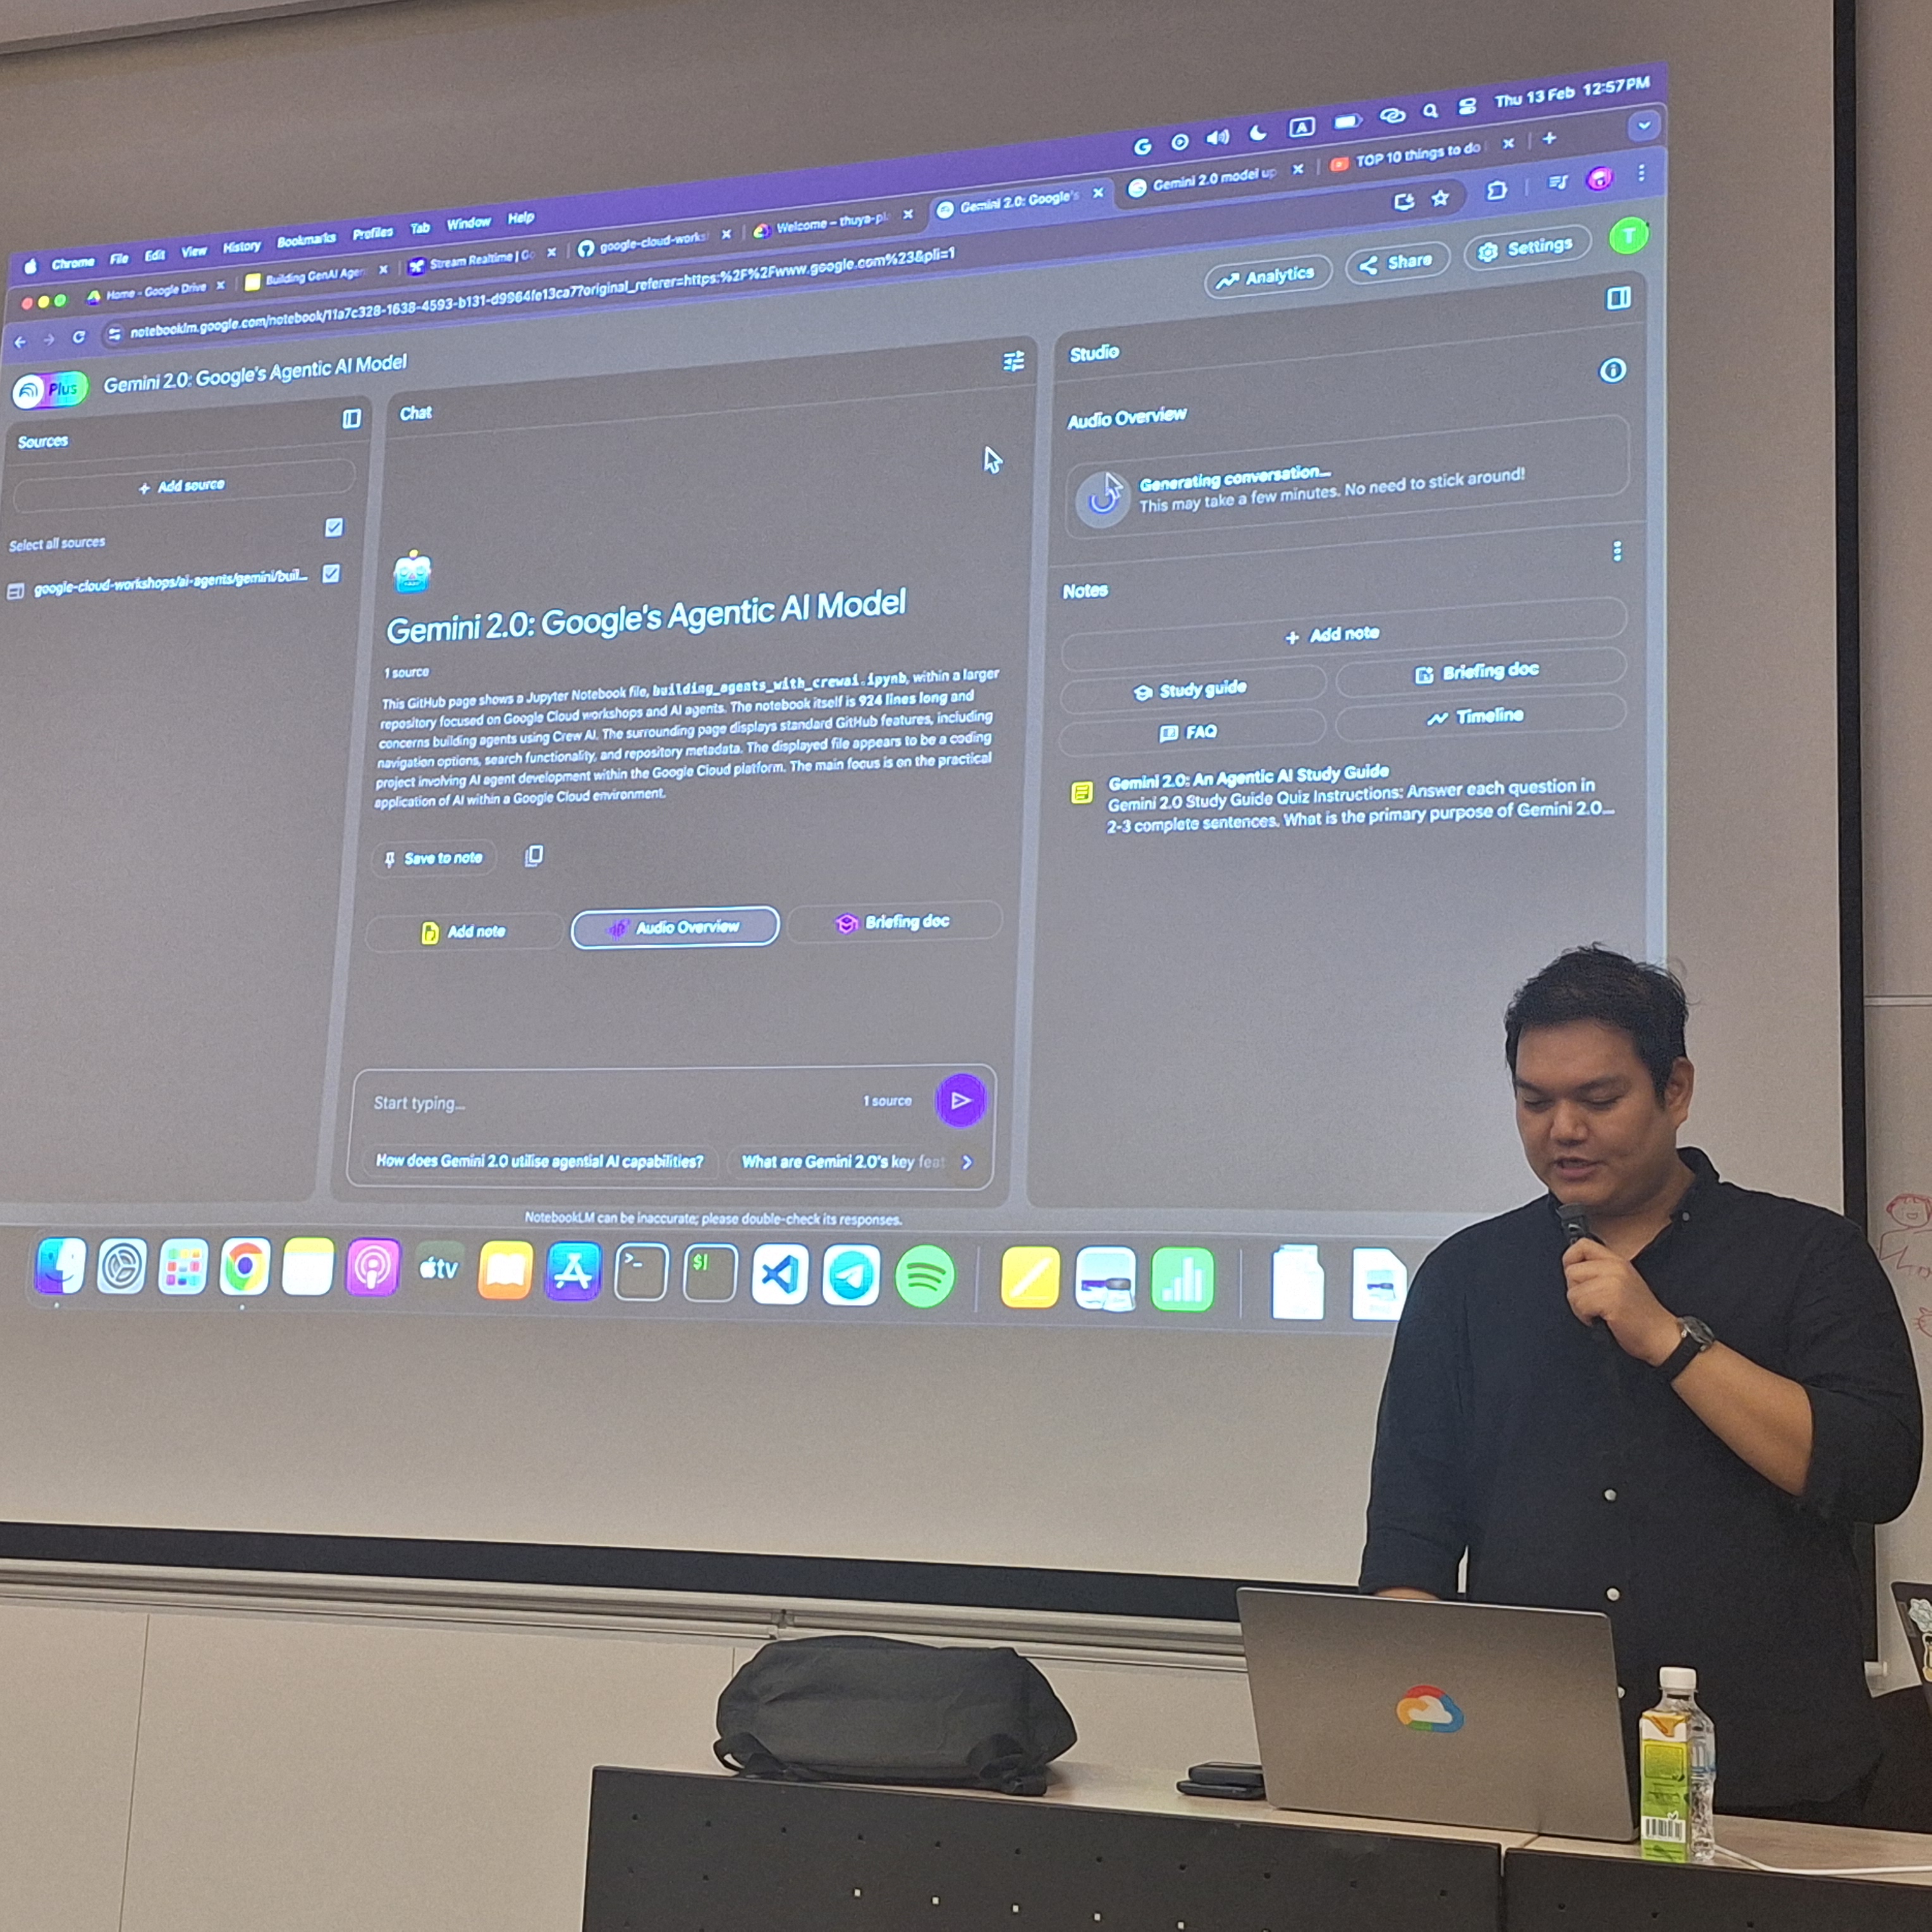 Thu 13 Feb 12:57PM
Chrome File Edit View History Bookmarks Profiles Tab Window Help
Home - Google Drive
Building GenAI Agen
Stream Realtime | Go
google-cloud-works
Welcome – thuya-pl
Gemini 2.0: Google's
Gemini 2.0 model up
TOP 10 things to do
notebooklm.google.com/notebook/11a7c328-1638-4593-b131-d9964fe13ca7?original_referer=https:%2F%2Fwww.google.com%23&pli=1
Plus
Gemini 2.0: Google's Agentic AI Model
Analytics
Share
Settings
T
Sources
+ Add source
Select all sources
google-cloud-workshops/ai-agents/gemini/buil...
Chat
Gemini 2.0: Google's Agentic AI Model
1 source
This GitHub page shows a Jupyter Notebook file, building_agents_with_crewai.ipynb, within a larger
repository focused on Google Cloud workshops and AI agents. The notebook itself is 924 lines long and
concerns building agents using Crew AI. The surrounding page displays standard GitHub features, including
navigation options, search functionality, and repository metadata. The displayed file appears to be a coding
project involving AI agent development within the Google Cloud platform. The main focus is on the practical
application of AI within a Google Cloud environment.
Save to note
Add note
Audio Overview
Briefing doc
Start typing...
1 source
How does Gemini 2.0 utilise agential AI capabilities?
What are Gemini 2.0's key feat
NotebookLM can be inaccurate; please double-check its responses.
Studio
Audio Overview
Generating conversation...
This may take a few minutes. No need to stick around!
Notes
+ Add note
Study guide
Briefing doc
FAQ
Timeline
Gemini 2.0: An Agentic AI Study Guide
Gemini 2.0 Study Guide Quiz Instructions: Answer each question in
2-3 complete sentences. What is the primary purpose of Gemini 2.0...
tv